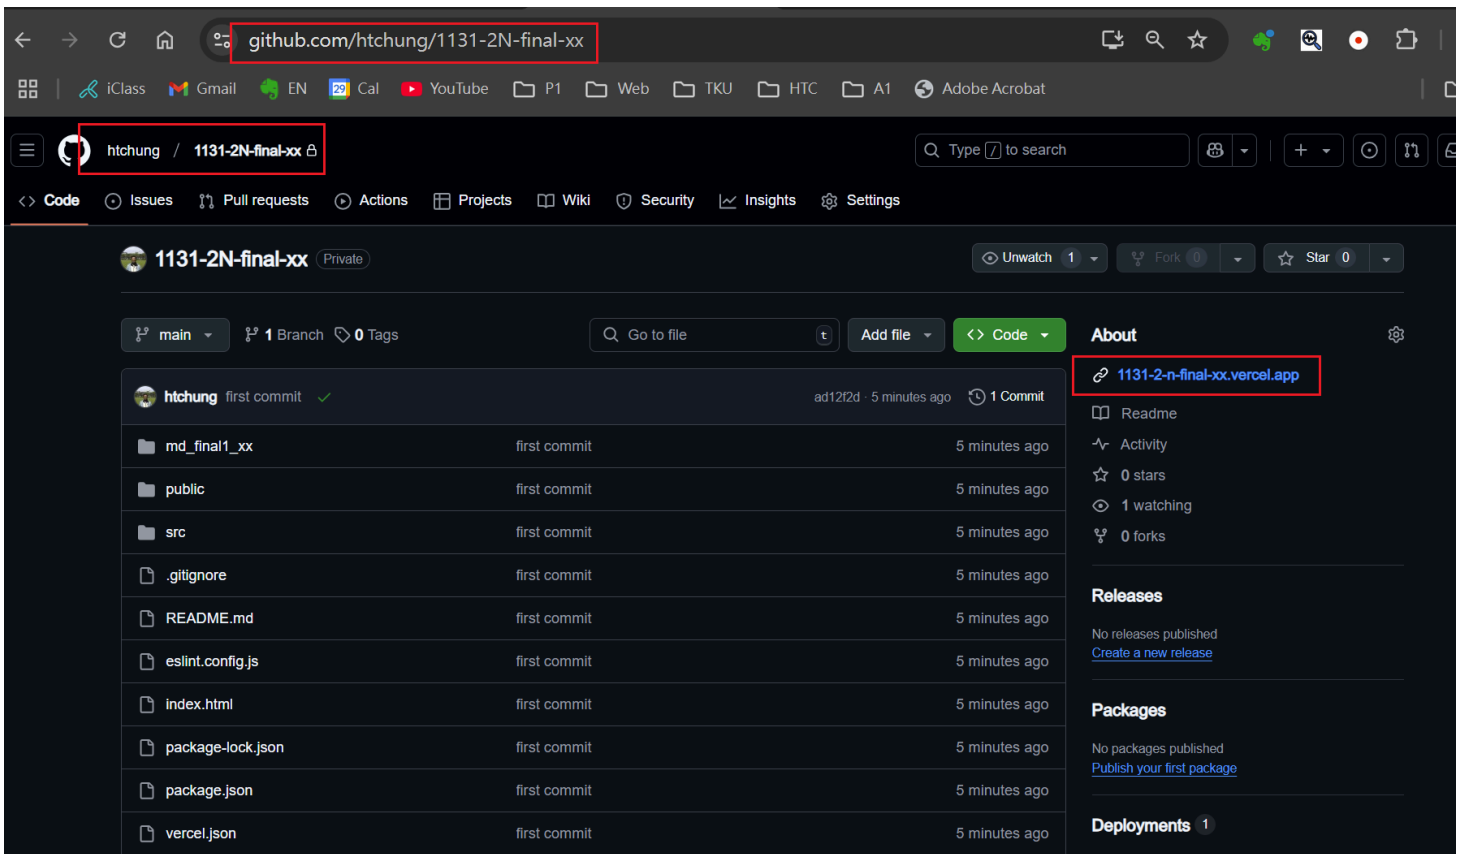 github.com/htchung/1131-2N-final-xx
iClass Gmail EN 29 Cal YouTube P1 Web TKU HTC A1 Adobe Acrobat
htchung / 1131-2N-final-xx Type / to search
Code Issues Pull requests Actions Projects Wiki Security Insights Settings
1131-2N-final-xx Private Unwatch 1 Fork 0 Star 0
main 1 Branch 0 Tags Go to file t Add file Code About
1131-2-n-final-xx.vercel.app
htchung first commit ad12f2d · 5 minutes ago 1 Commit
Readme
md_final1_xx first commit 5 minutes ago
Activity
0 stars
public first commit 5 minutes ago
1 watching
src first commit 5 minutes ago
0 forks
.gitignore first commit 5 minutes ago
Releases
README.md first commit 5 minutes ago
No releases published
Create a new release
eslint.config.js first commit 5 minutes ago
index.html first commit 5 minutes ago
Packages
package-lock.json first commit 5 minutes ago
No packages published
Publish your first package
package.json first commit 5 minutes ago
Deployments 1
vercel.json first commit 5 minutes ago